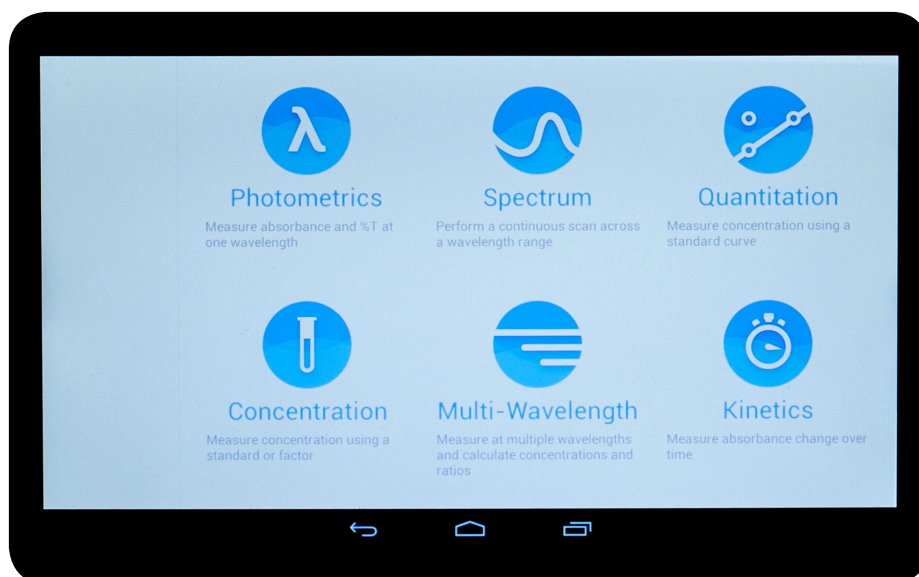 λ
Photometrics
Measure absorbance and %T at
one wavelength
Spectrum
Perform a continuous scan across
a wavelength range
Quantitation
Measure concentration using a
standard curve
Concentration
Measure concentration using a
standard or factor
Multi-Wavelength
Measure at multiple wavelengths
and calculate concentrations and
ratios
Kinetics
Measure absorbance change over
time